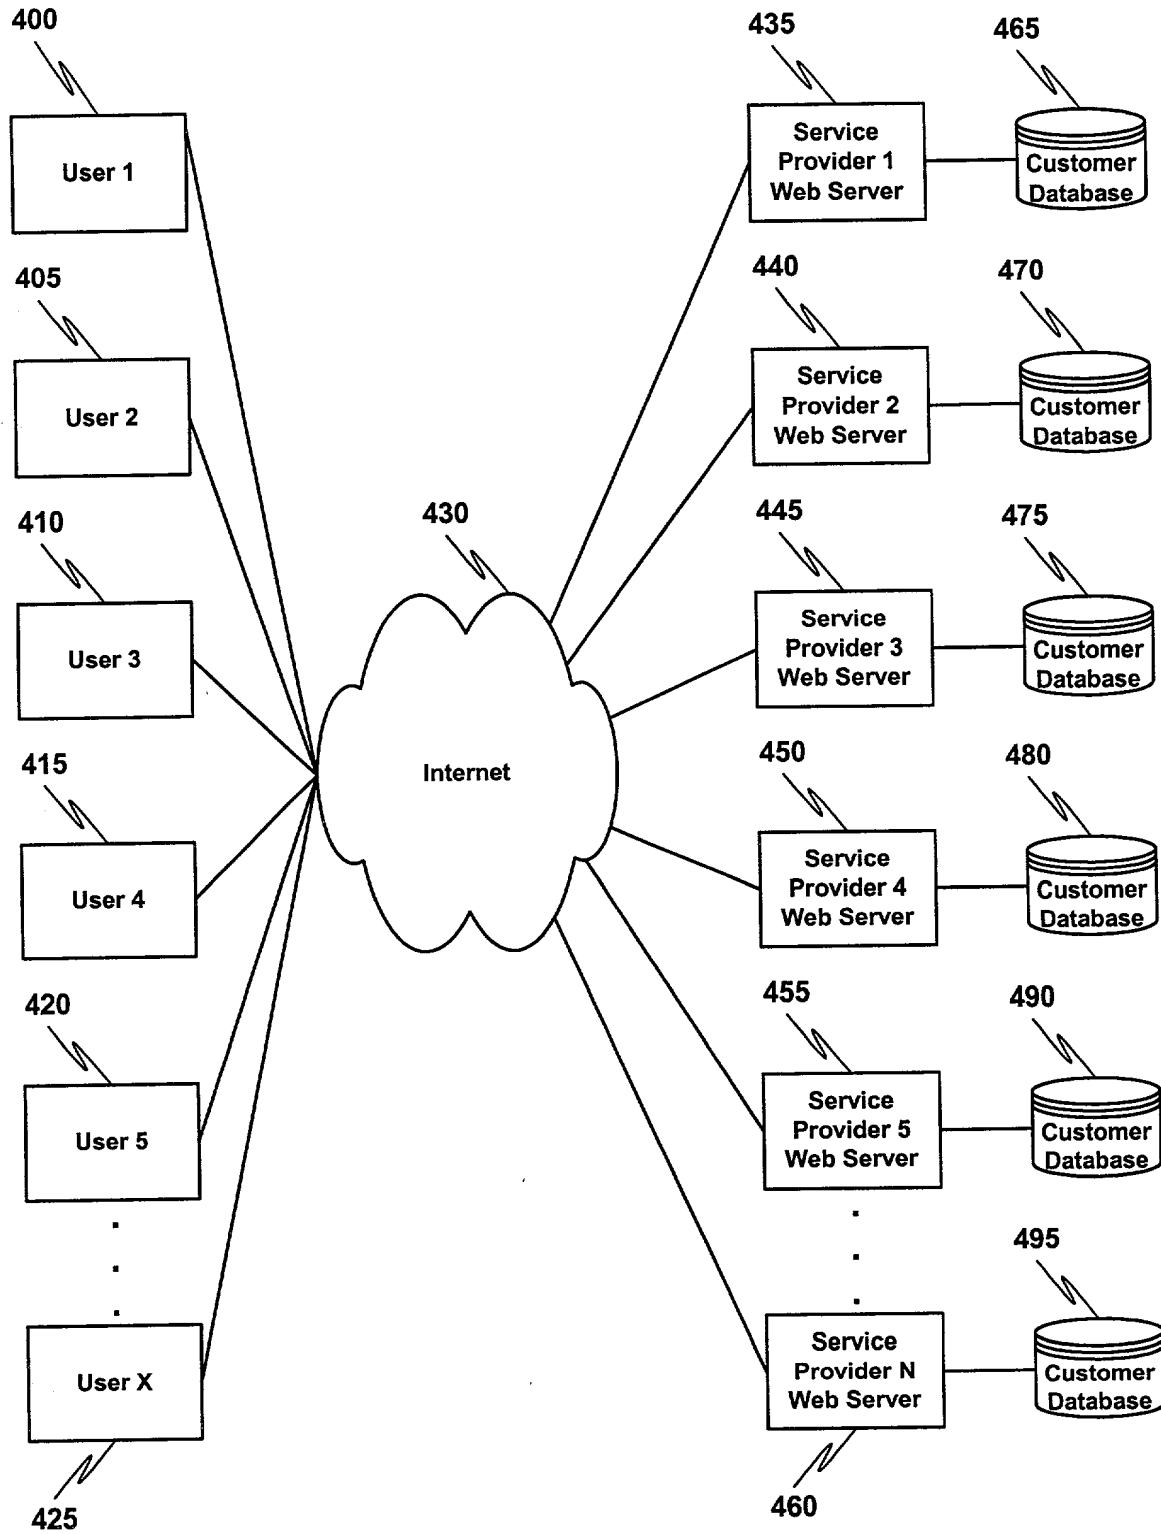 400
435
465
User 1
Service
Provider 1
Web Server
Customer
Database
405
440
470
User 2
Service
Provider 2
Web Server
Customer
Database
410
430
445
475
User 3
Service
Provider 3
Web Server
Customer
Database
415
Internet
450
480
User 4
Service
Provider 4
Web Server
Customer
Database
420
455
490
User 5
Service
Provider 5
Web Server
Customer
Database
495
User X
Service
Provider N
Web Server
Customer
Database
425
460